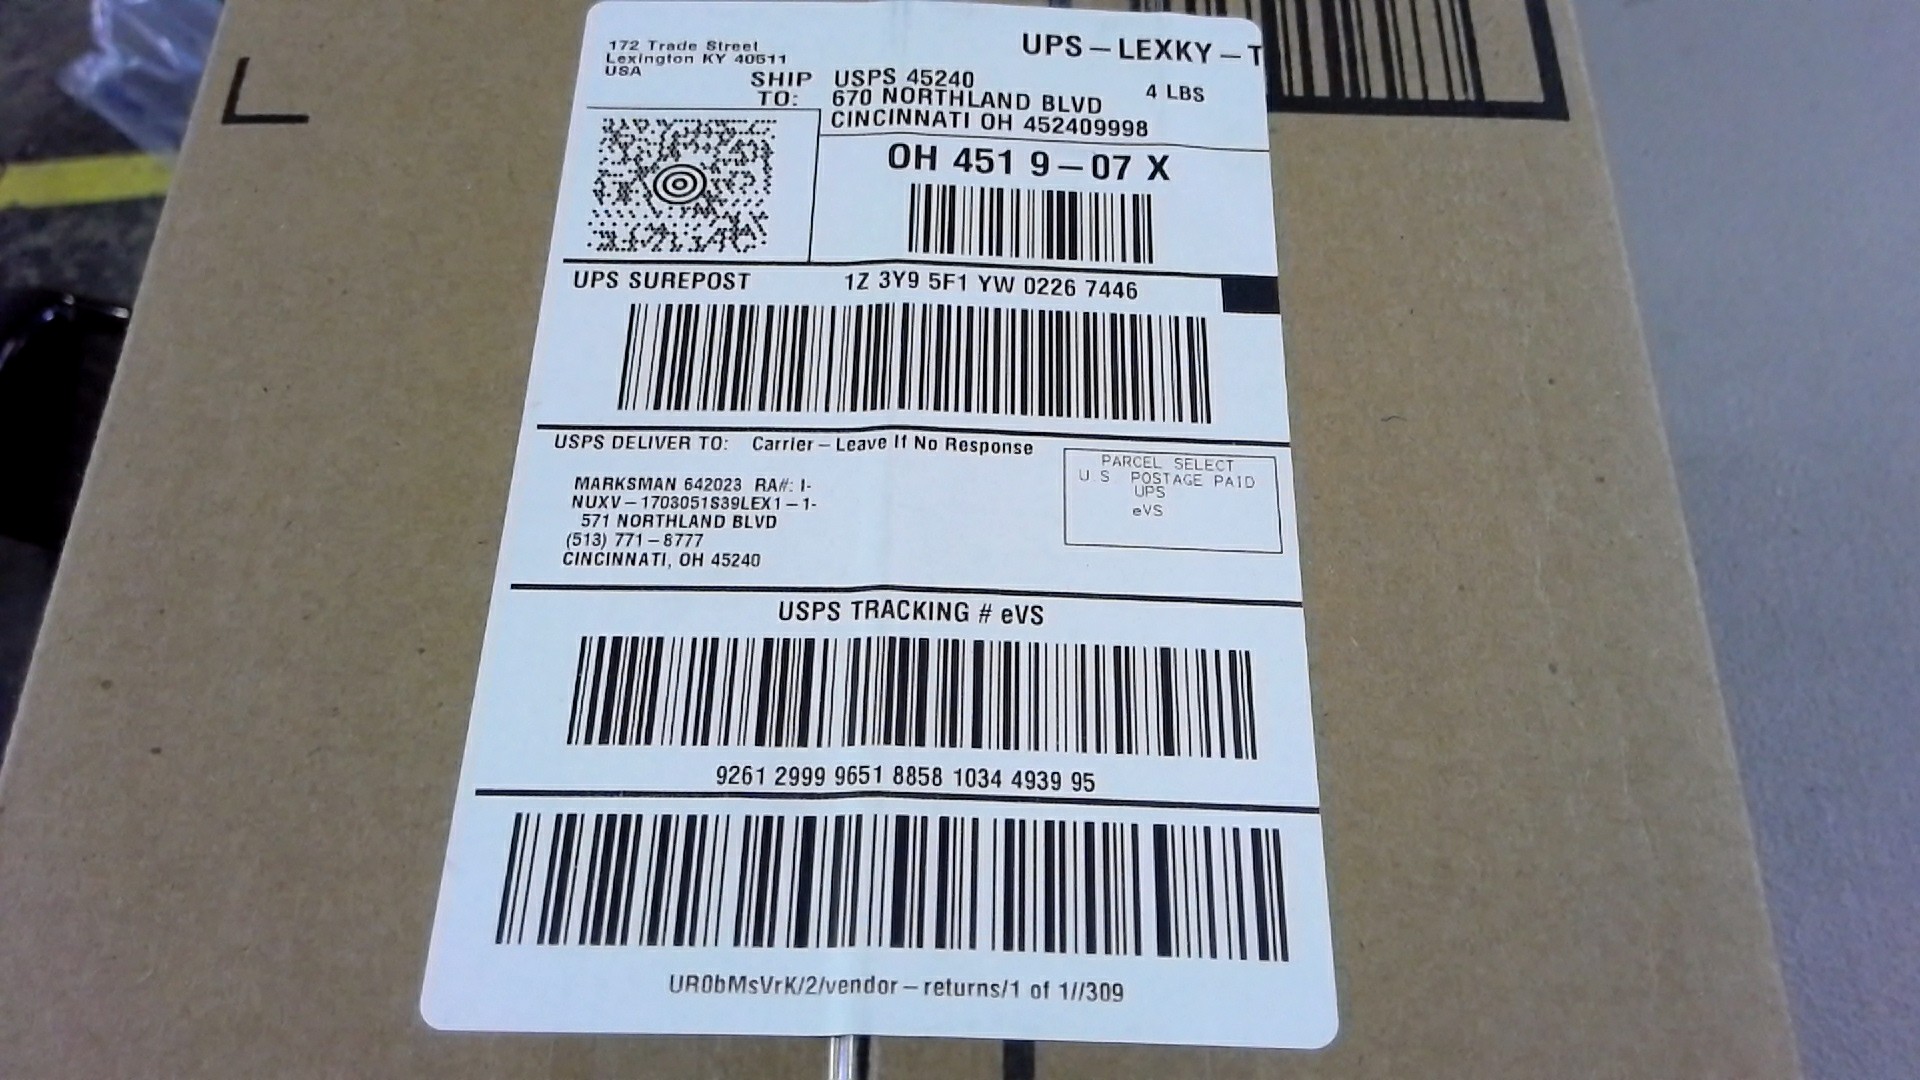 172 Trade Street
Lexington KY 40511
USA
UPS-LEXKY-T
4 LBS
SHIP TO: USPS 45240
670 NORTHLAND BLVD
CINCINNATI OH 452409998
OH 451 9-07 X
UPS SUREPOST 1Z 3Y9 5F1 YW 0226 7446
USPS DELIVER TO: Carrier-Leave If No Response
MARKSMAN 642023 RA#: I-
NUXV-1703051S39LEX1-1-
571 NORTHLAND BLVD
(513) 771-8777
CINCINNATI, OH 45240
PARCEL SELECT
U.S POSTAGE PAID
UPS
eVS
USPS TRACKING # eVS
9261 2999 9651 8858 1034 4939 95
UR0bMsVrK/2/vendor-returns/1 of 1//309